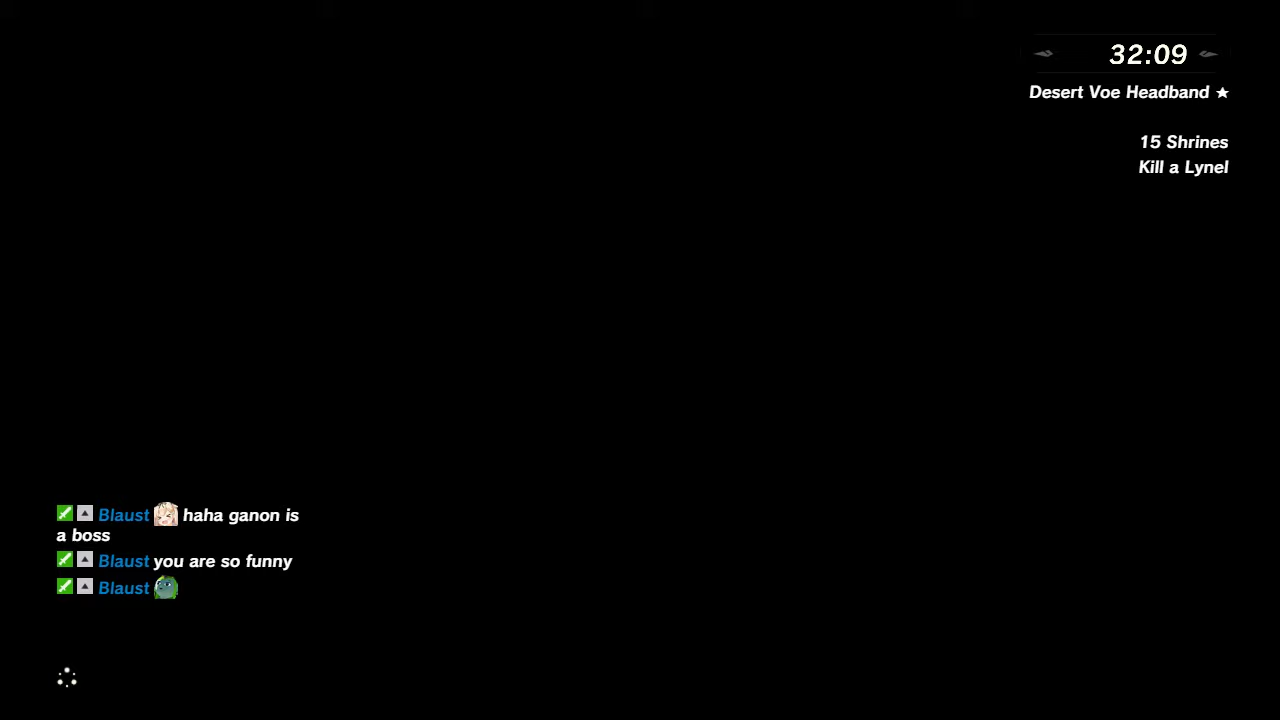 32:09
Desert Voe Headband ★
15 Shrines
Kill a Lynel
Blaust haha ganon is
a boss
Blaust you are so funny
Blaust